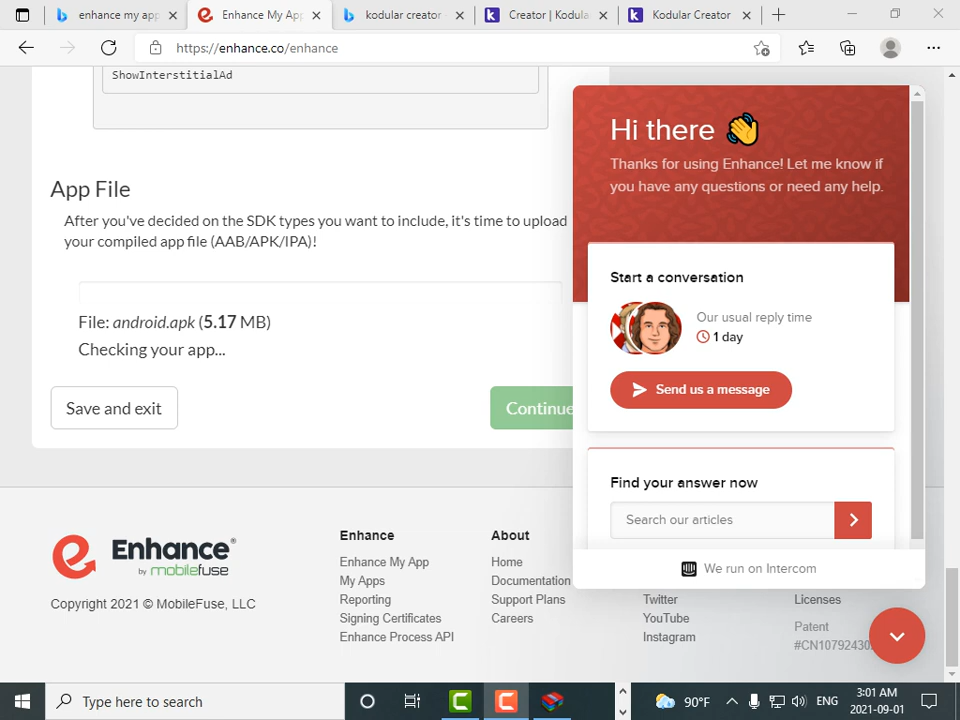 enhance my app
Enhance My App
kodular creator
Creator | Kodula
Kodular Creator
https://enhance.co/enhance
ShowInterstitialAd
App File
After you've decided on the SDK types you want to include, it's time to upload
your compiled app file (AAB/APK/IPA)!
File: android.apk (5.17 MB)
Checking your app...
Save and exit
Continue
Hi there 👋
Thanks for using Enhance! Let me know if
you have any questions or need any help.
Start a conversation
Our usual reply time
1 day
Send us a message
Find your answer now
Search our articles
We run on Intercom
Enhance®
by mobilefuse
Copyright 2021 © MobileFuse, LLC
Enhance
Enhance My App
My Apps
Reporting
Signing Certificates
Enhance Process API
About
Home
Documentation
Support Plans
Careers
Twitter
YouTube
Instagram
Licenses
Patent
#CN10792430
Type here to search
90°F
ENG
3:01 AM
2021-09-01